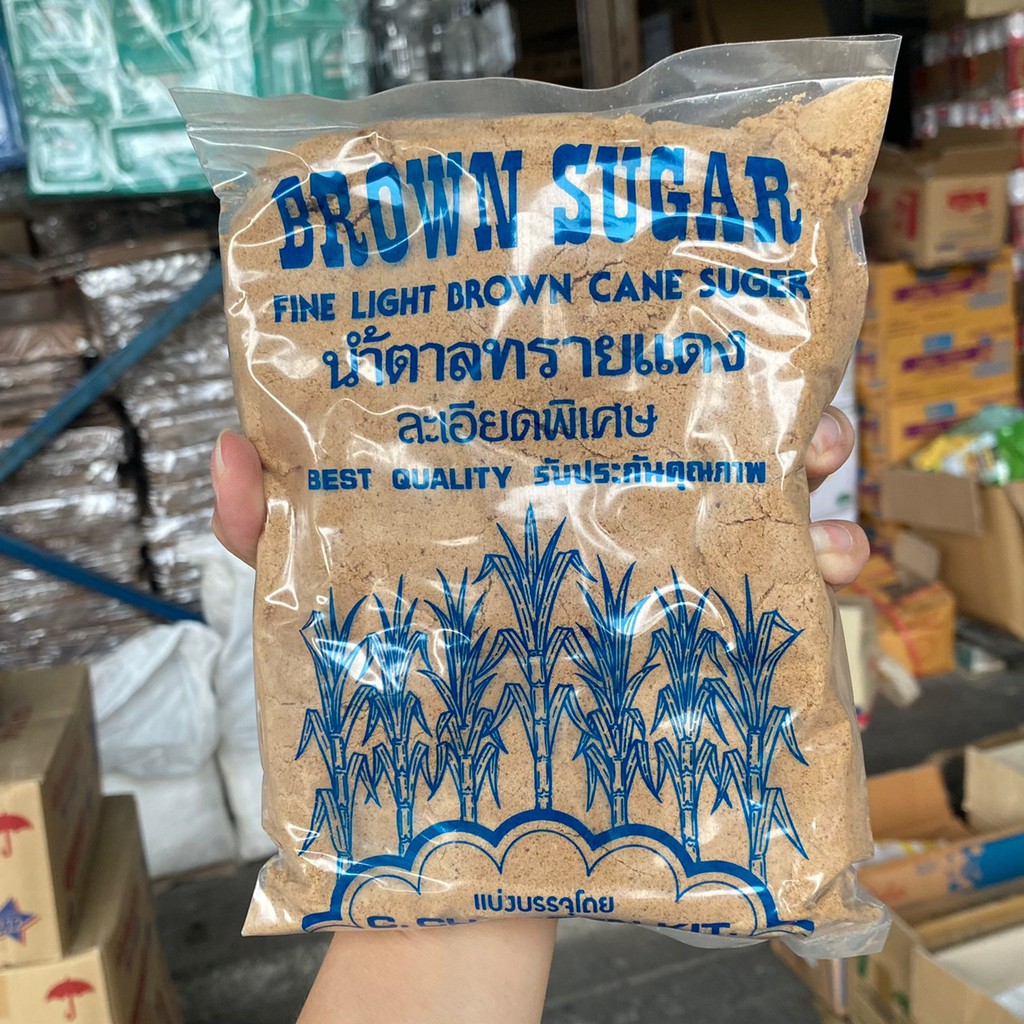 BROWN SUGAR
FINE LIGHT BROWN CANE SUGER
น้ำตาลทรายแดง
ละเอียดพิเศษ
BEST QUALITY รับประกันคุณภาพ
แบ่งบรรจุโดย